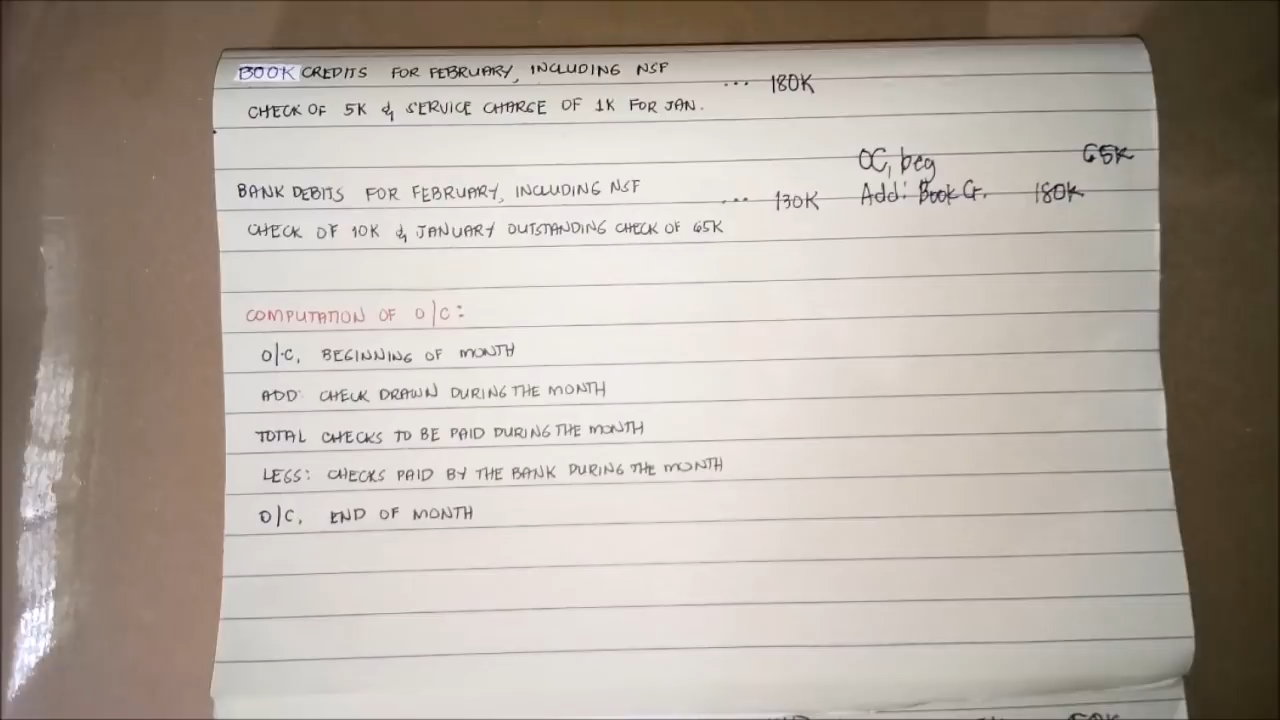 BOOK CREDITS FOR FEBRUARY, INCLUDING NSF
CHECK OF 5K & SERVICE CHARGE OF 1K FOR JAN.
... 180K
OC, beg 65K
Add: Book Cr. 180K
BANK DEBITS FOR FEBRUARY, INCLUDING NSF
CHECK OF 10K & JANUARY OUTSTANDING CHECK OF 65K
... 130K
COMPUTATION OF O/C:
O/C, BEGINNING OF MONTH
ADD: CHECK DRAWN DURING THE MONTH
TOTAL CHECKS TO BE PAID DURING THE MONTH
LESS: CHECKS PAID BY THE BANK DURING THE MONTH
O/C, END OF MONTH